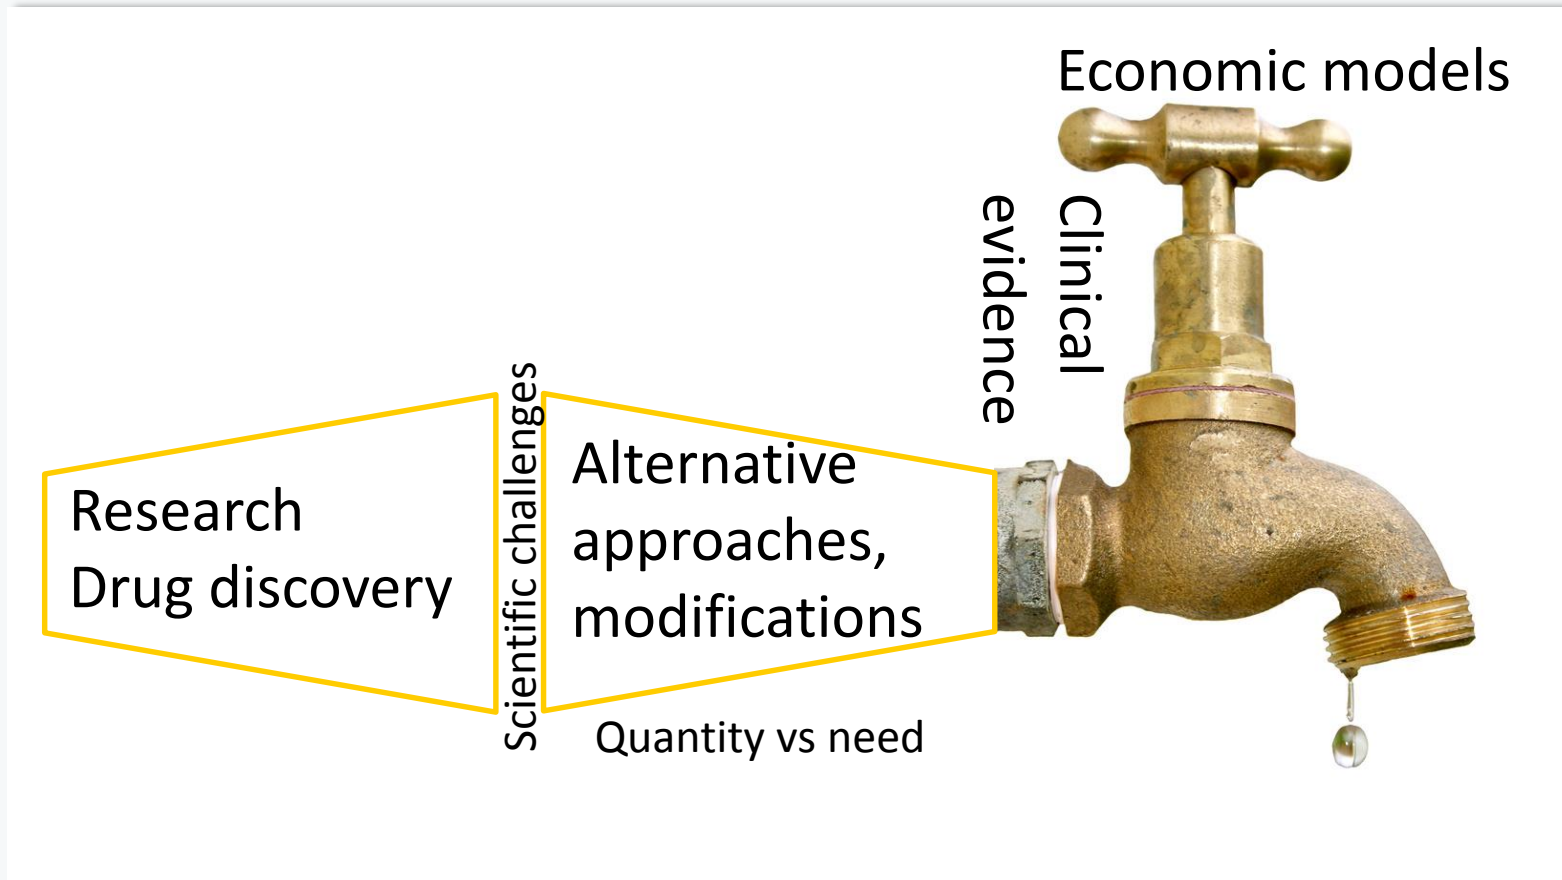 Economic models
Clinical
evidence
Research
Drug discovery
Scientific challenges
Alternative
approaches,
modifications
Quantity vs need